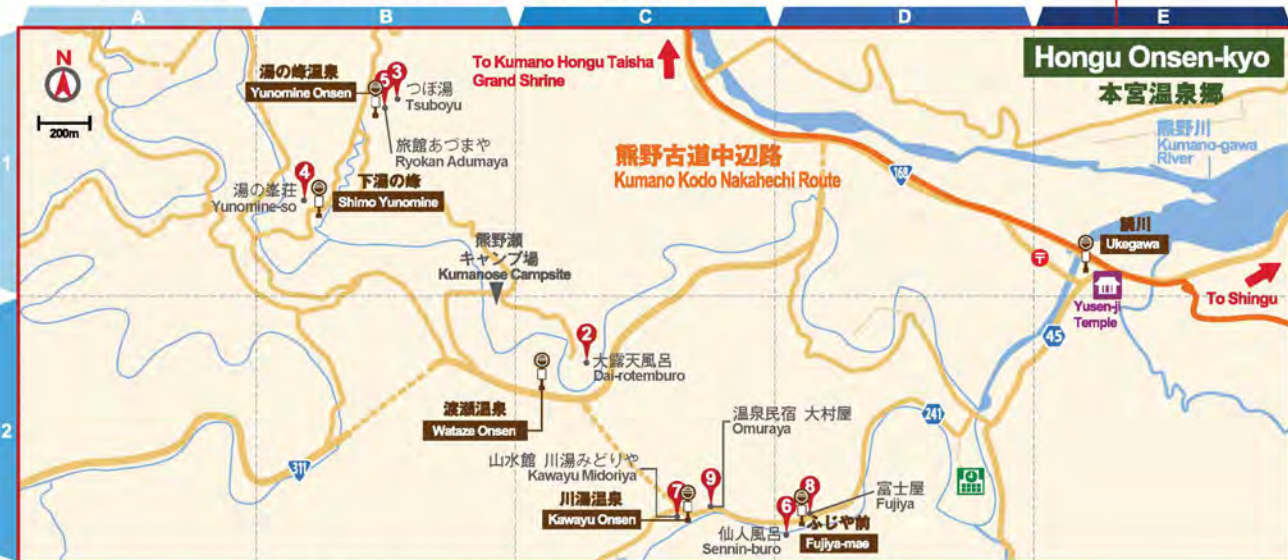 A
B
C
D
E
1
2
N
200m
Hongu Onsen-kyo
本宮温泉郷
To Kumano Hongu Taisha
Grand Shrine
湯の峰温泉
Yunomine Onsen
5
3
つぼ湯
Tsuboyu
旅館あづまや
Ryokan Adumaya
4
湯の峯荘
Yunomine-so
下湯の峰
Shimo Yunomine
熊野古道中辺路
Kumano Kodo Nakahechi Route
168
熊野川
Kumano-gawa
River
請川
Ukegawa
〒
Yusen-ji
Temple
To Shingu
45
熊野瀬
キャンプ場
Kumanose Campsite
2
大露天風呂
Dai-rotemburo
渡瀬温泉
Wataze Onsen
311
241
温泉民宿 大村屋
Omuraya
山水館 川湯みどりや
Kawayu Midoriya
川湯温泉
Kawayu Onsen
7
9
6
8
富士屋
Fujiya
仙人風呂
Sennin-buro
ふじや前
Fujiya-mae